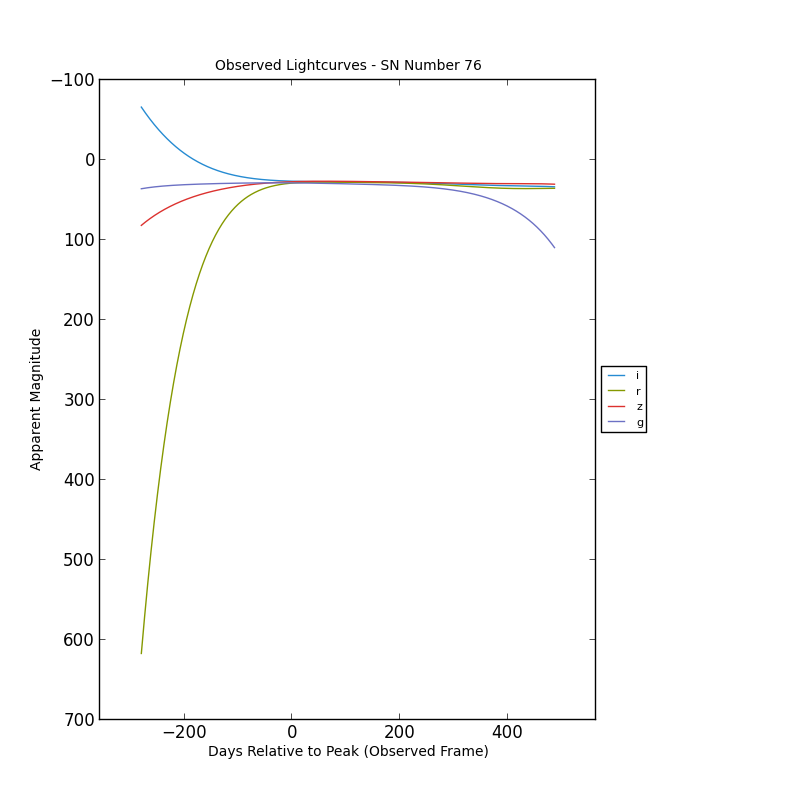 Observed Lightcurves - SN Number 76
−100
0
100
200
300
400
500
600
700
Apparent Magnitude
−200 0 200 400
Days Relative to Peak (Observed Frame)
i
r
z
g